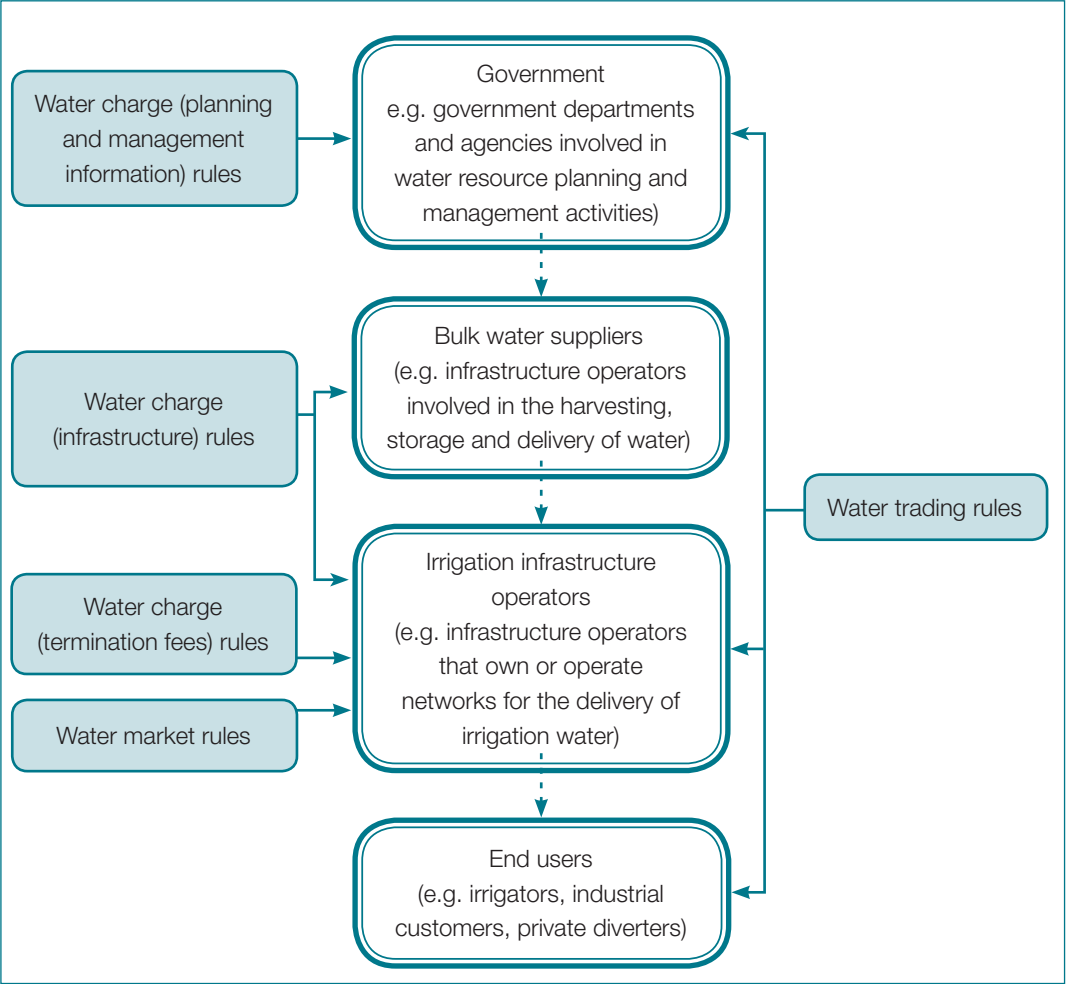 Government
e.g. government departments
and agencies involved in
water resource planning and
management activities)
Water charge (planning
and management
information) rules
Bulk water suppliers
(e.g. infrastructure operators
involved in the harvesting,
storage and delivery of water)
Water charge
(infrastructure) rules
Water trading rules
Irrigation infrastructure
operators
(e.g. infrastructure operators
that own or operate
networks for the delivery of
irrigation water)
Water charge
(termination fees) rules
Water market rules
End users
(e.g. irrigators, industrial
customers, private diverters)